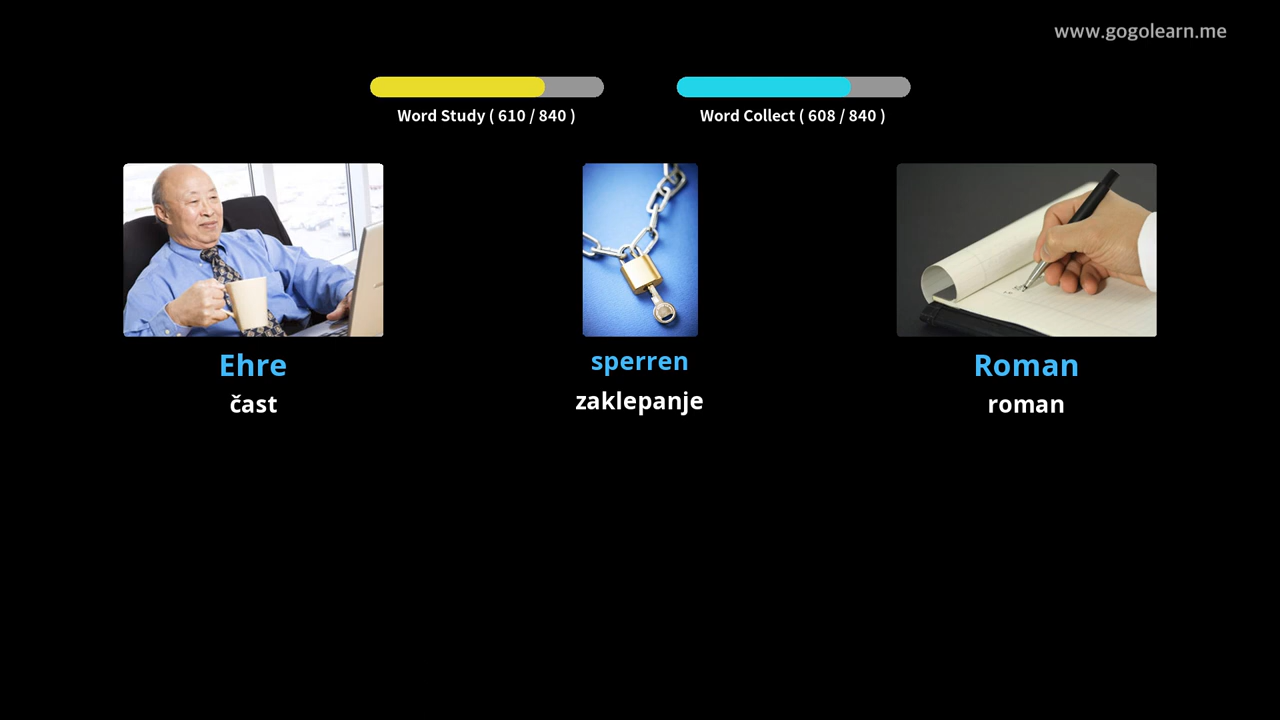 www.gogolearn.me
Word Study ( 610 / 840 )
Word Collect ( 608 / 840 )
Ehre
čast
sperren
zaklepanje
Roman
roman